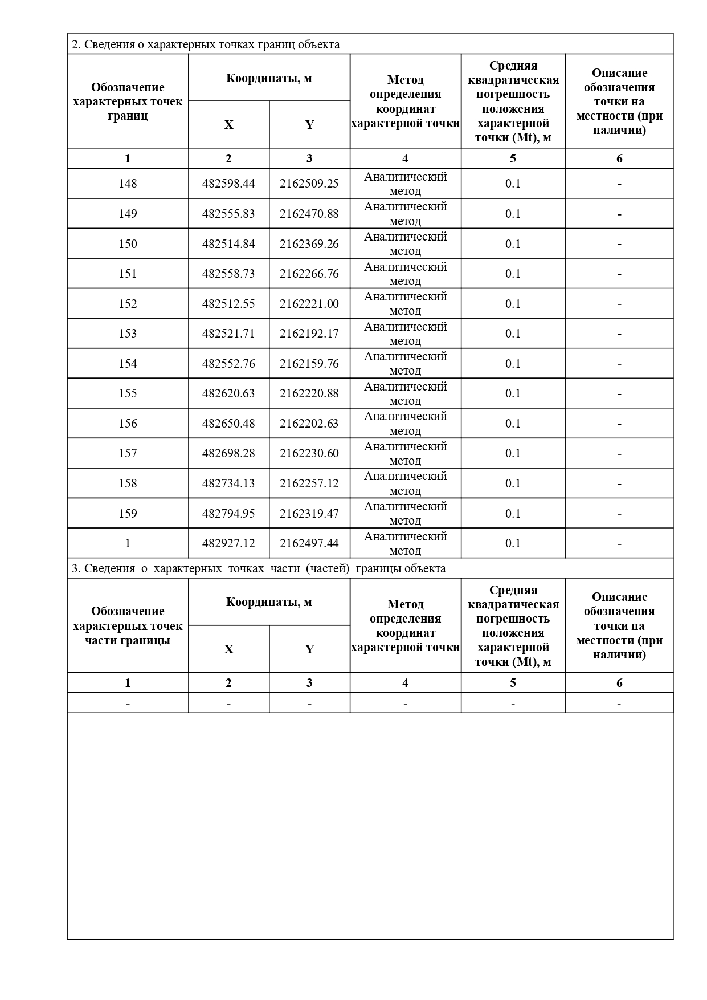 2. Сведения о характерных точках границ объекта
Обозначение
характерных точек
границ
Координаты, м
X
Y
Метод
определения
координат
характерной точки
Средняя
квадратическая
погрешность
положения
характерной
точки (Mt), м
Описание
обозначения
точки на
местности (при
наличии)
1 2 3 4 5 6
148 482598.44 2162509.25 Аналитический метод 0.1 -
149 482555.83 2162470.88 Аналитический метод 0.1 -
150 482514.84 2162369.26 Аналитический метод 0.1 -
151 482558.73 2162266.76 Аналитический метод 0.1 -
152 482512.55 2162221.00 Аналитический метод 0.1 -
153 482521.71 2162192.17 Аналитический метод 0.1 -
154 482552.76 2162159.76 Аналитический метод 0.1 -
155 482620.63 2162220.88 Аналитический метод 0.1 -
156 482650.48 2162202.63 Аналитический метод 0.1 -
157 482698.28 2162230.60 Аналитический метод 0.1 -
158 482734.13 2162257.12 Аналитический метод 0.1 -
159 482794.95 2162319.47 Аналитический метод 0.1 -
1 482927.12 2162497.44 Аналитический метод 0.1 -
3. Сведения о характерных точках части (частей) границы объекта
Обозначение
характерных точек
части границы
Координаты, м
X
Y
Метод
определения
координат
характерной точки
Средняя
квадратическая
погрешность
положения
характерной
точки (Mt), м
Описание
обозначения
точки на
местности (при
наличии)
1 2 3 4 5 6
- - - - - -